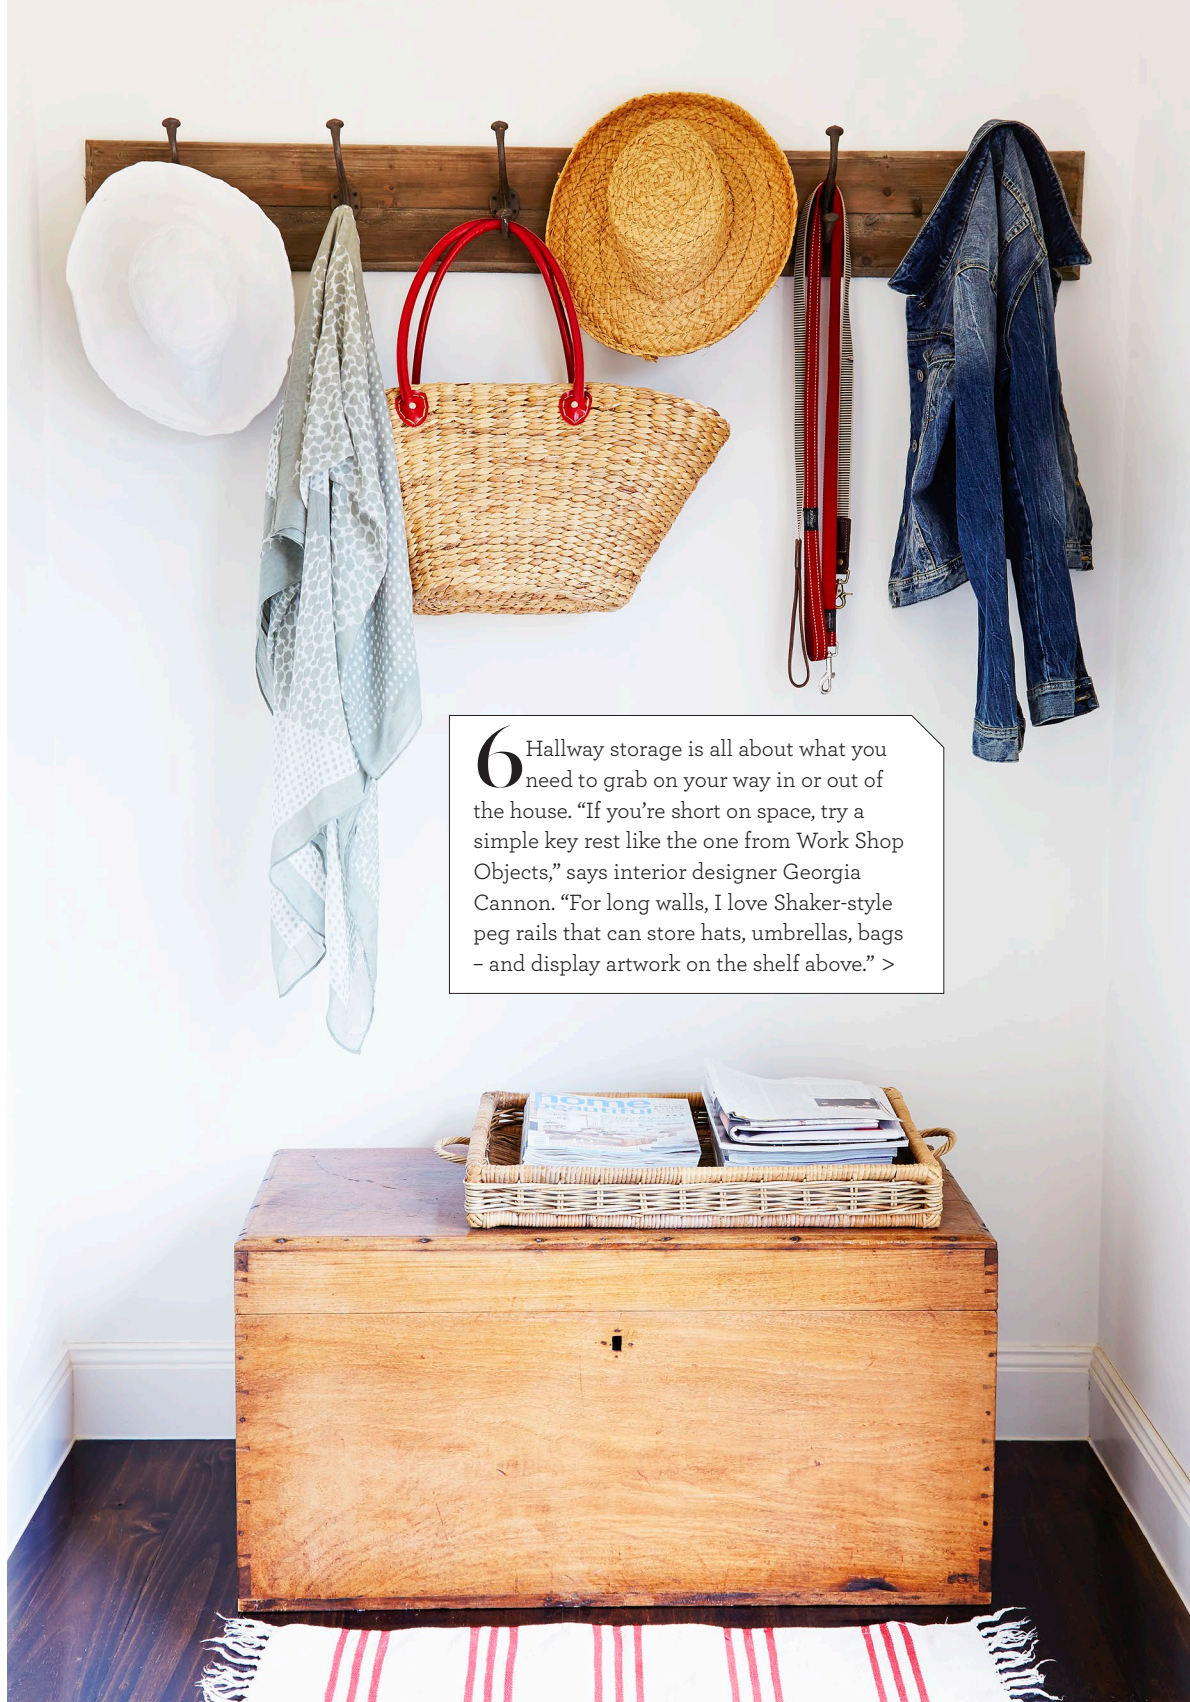 6 Hallway storage is all about what you
need to grab on your way in or out of
the house. “If you’re short on space, try a
simple key rest like the one from Work Shop
Objects,” says interior designer Georgia
Cannon. “For long walls, I love Shaker-style
peg rails that can store hats, umbrellas, bags
– and display artwork on the shelf above.” >
home
beautiful